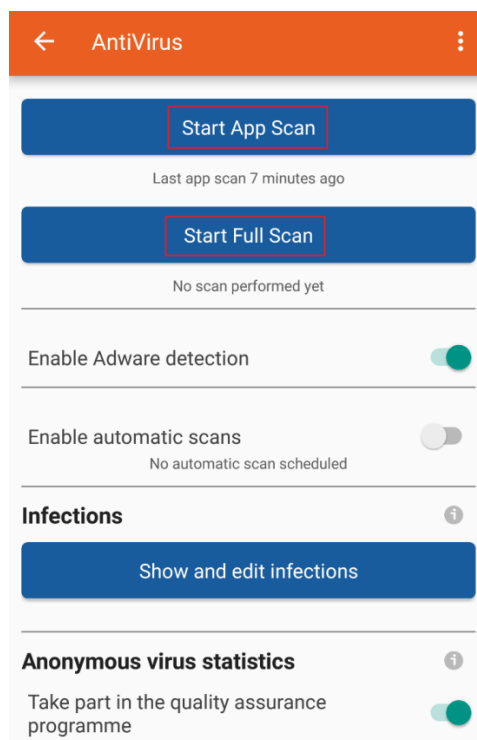 AntiVirus
Start App Scan
Last app scan 7 minutes ago
Start Full Scan
No scan performed yet
Enable Adware detection
Enable automatic scans
No automatic scan scheduled
Infections
Show and edit infections
Anonymous virus statistics
Take part in the quality assurance
programme